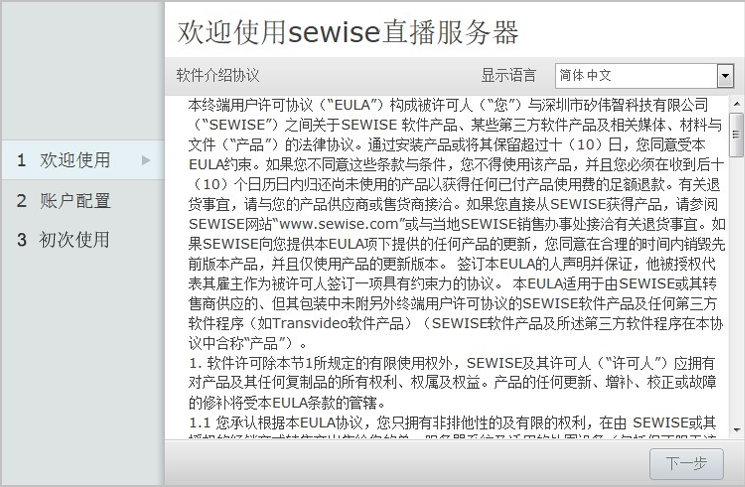 欢迎使用sewise直播服务器
软件介绍协议
显示语言
简体中文
1 欢迎使用
2 账户配置
3 初次使用
本终端用户许可协议（“EULA”）构成被许可人（“您”）与深圳市矽伟智科技有限公司
（“SEWISE”）之间关于SEWISE 软件产品、某些第三方软件产品及相关媒体、材料与
文件（“产品”）的法律协议。通过安装产品或将其保留超过十（10）日，您同意受本
EULA约束。如果您不同意这些条款与条件，您不得使用该产品，并且您必须在收到后十
（10）个日历日内归还尚未使用的产品以获得任何已付产品使用费的足额退款。有关退
货事宜，请与您的产品供应商或售货商接洽。如果您直接从SEWISE获得产品，请参阅
SEWISE网站“www.sewise.com”或与当地SEWISE销售办事处接洽有关退货事宜。如
果SEWISE向您提供本EULA项下提供的任何产品的更新，您同意在合理的时间内销毁先
前版本产品，并且仅使用产品的更新版本。 签订本EULA的人声明并保证，他被授权代
表其雇主作为被许可人签订一项具有约束力的协议。 本EULA适用于由SEWISE或其转
售商供应的、但其包装中未附另外终端用户许可协议的SEWISE软件产品及任何第三方
软件程序（如Transvideo软件产品）（SEWISE软件产品及所述第三方软件程序在本协
议中合称“产品”）。
1. 软件许可除本节1所规定的有限使用权外，SEWISE及其许可人（“许可人”）应拥有
对产品及其任何复制品的所有权利、权属及权益。产品的任何更新、增补、校正或故障
的修补将受本EULA条款的管辖。
1.1 您承认根据本EULA协议，您只拥有非排他性的及有限的权利，在由 SEWISE或其
下一步